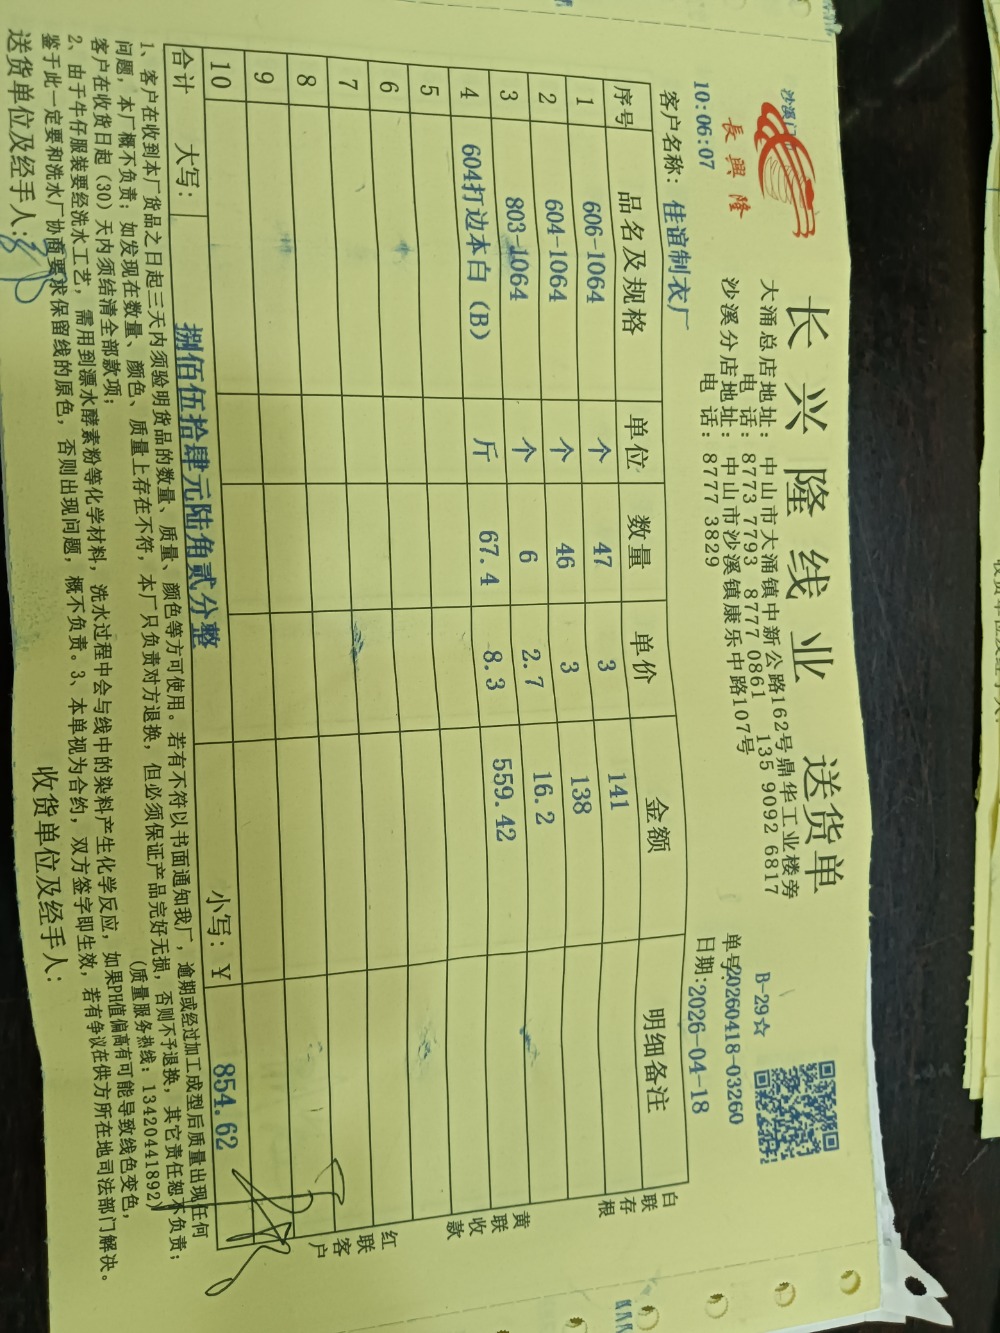 沙溪门
長興隆
长兴隆线业 送货单
大涌总店地址: 中山市大涌镇中新公路162号鼎华工业楼旁
电 话: 8773 7793 8777 0861 135 9092 6817
沙溪分店地址: 中山市沙溪镇康乐中路107号
电 话: 8777 3829
B-29☆
单号:20260418-03260
日期:2026-04-18
10:06:07
客户名称: 佳谊制衣厂
序号 品名及规格 单位 数量 单价 金额 明细备注
1 606-1064 个 47 3 141
2 604-1064 个 46 3 138
3 803-1064 个 6 2.7 16.2
4 604打边本白(B) 斤 67.4 8.3 559.42
5
6
7
8
9
10
合计 大写: 捌佰伍拾肆元陆角贰分整 小写: ¥ 854.62
白联存根
黄联收款
红联客户
1、客户在收到本厂货品之日起三天内须验明货品的数量、质量、颜色等方可使用。若有不符以书面通知我厂,逾期或经过加工成型后质量出现任何
问题,本厂概不负责;如发现在数量、颜色、质量上存在不符,本厂只负责对方退换,但必须保证产品完好无损,否则不予退换,其它责任恕不负责;
客户在收货日起(30)天内须结清全部款项; (质量服务热线: 13420441892)
2、由于牛仔服装要经洗水工艺,需用到漂水酵素粉等化学材料,洗水过程中会与线中的染料产生化学反应,如果PH值偏高有可能导致线色变色,
鉴于此一定要和洗水厂协商要求保留线的原色,否则出现问题,概不负责。3、本单视为合约,双方签字即生效,若有争议在供方所在地司法部门解决。
送货单位及经手人: 收货单位及经手人: